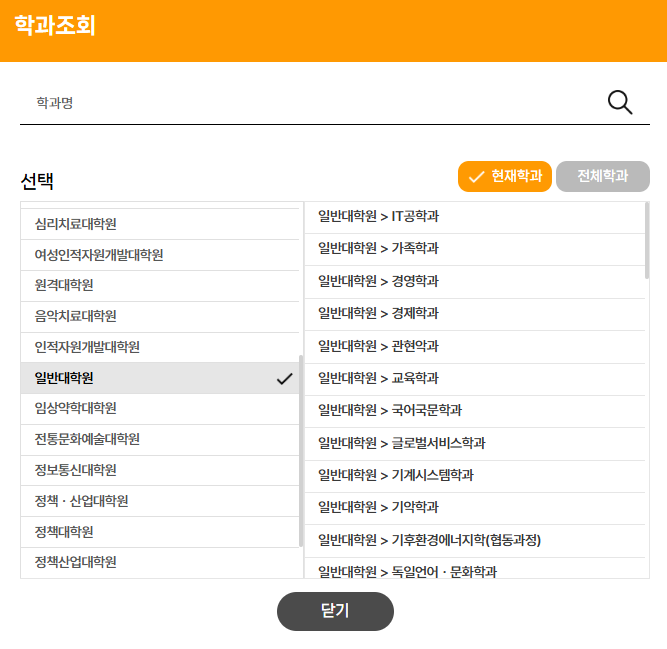 학과조회
학과명
선택
현재학과
전체학과
심리치료대학원
여성인적자원개발대학원
원격대학원
음악치료대학원
인적자원개발대학원
일반대학원
임상약학대학원
전통문화예술대학원
정보통신대학원
정책ㆍ산업대학원
정책대학원
정책산업대학원
일반대학원 > IT공학과
일반대학원 > 가족학과
일반대학원 > 경영학과
일반대학원 > 경제학과
일반대학원 > 관현악과
일반대학원 > 교육학과
일반대학원 > 국어국문학과
일반대학원 > 글로벌서비스학과
일반대학원 > 기계시스템학과
일반대학원 > 기악학과
일반대학원 > 기후환경에너지학(협동과정)
일반대학원 > 독일언어ㆍ문화학과
닫기